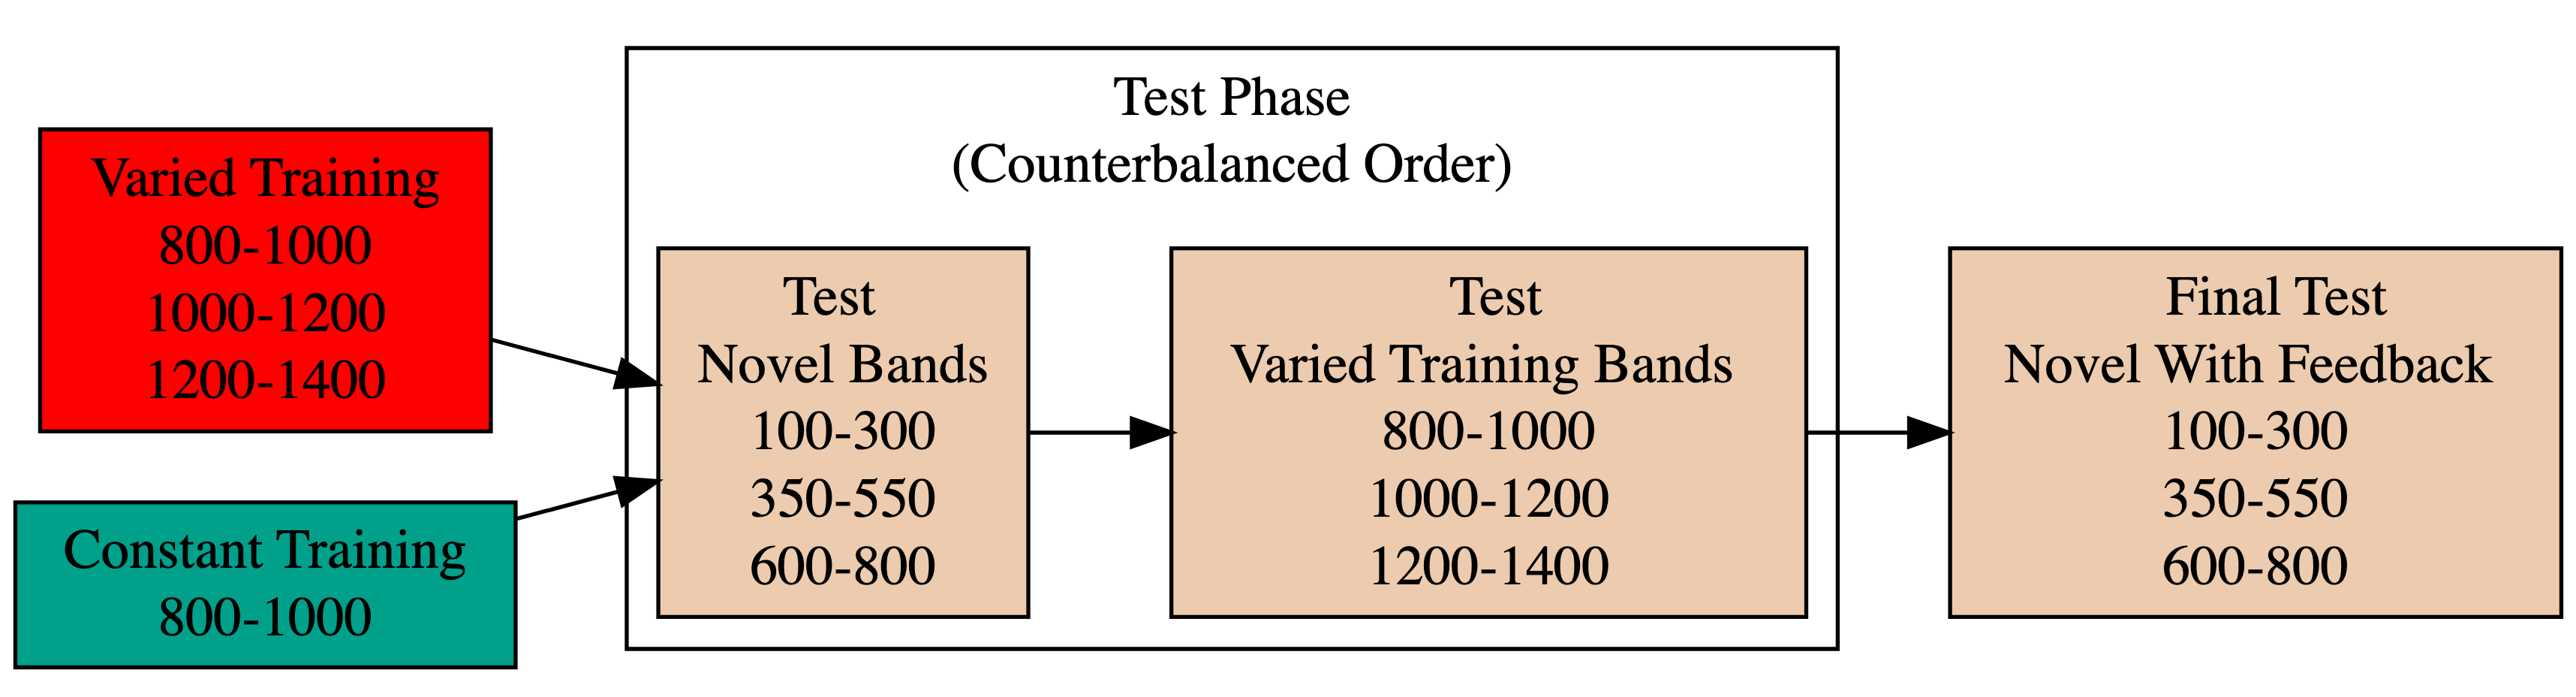 Varied Training
800-1000
1000-1200
1200-1400
Constant Training
800-1000
Test Phase
(Counterbalanced Order)
Test
Novel Bands
100-300
350-550
600-800
Test
Varied Training Bands
800-1000
1000-1200
1200-1400
Final Test
Novel With Feedback
100-300
350-550
600-800